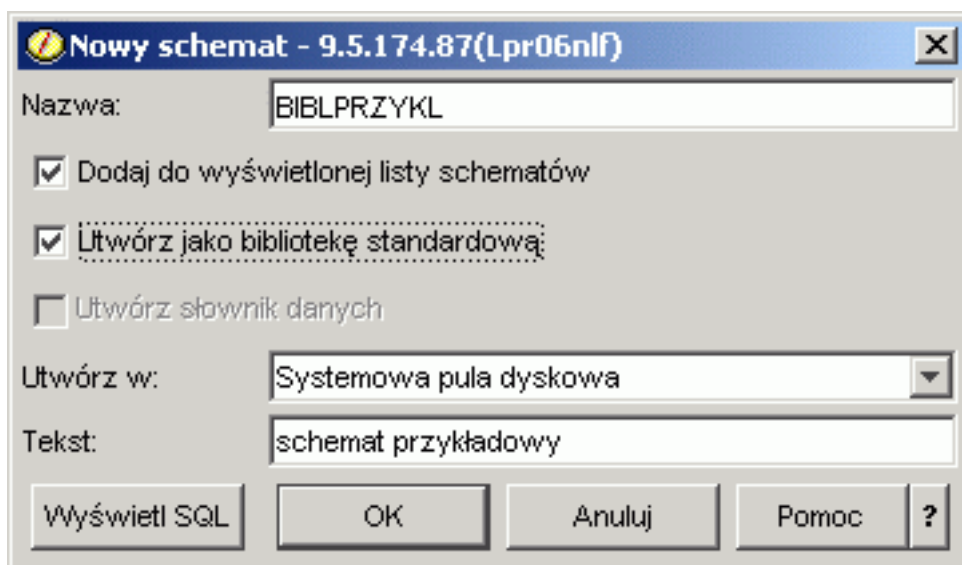 Nowy schemat - 9.5.174.87(Lpr06nlf)
Nazwa: BIBLPRZYKL
Dodaj do wyświetlonej listy schematów
Utwórz jako bibliotekę standardową
Utwórz słownik danych
Utwórz w: Systemowa pula dyskowa
Tekst: schemat przykładowy
Wyświetl SQL OK Anuluj Pomoc ?